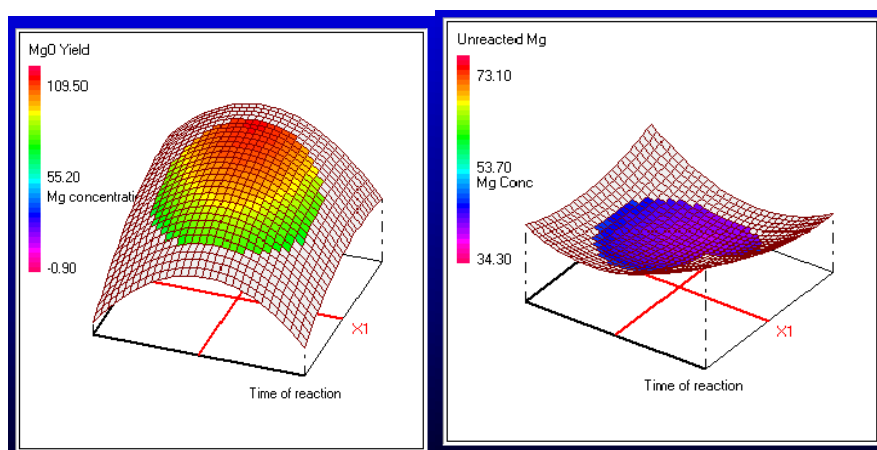 MgO Yield
109.50
55.20
Mg concentrati
-0.90
X1
Time of reaction
Unreacted Mg
73.10
53.70
Mg Conc
34.30
X1
Time of reaction